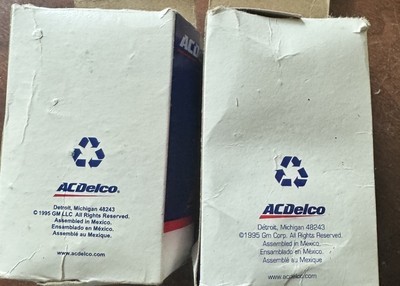 ACDelco
ACDelco®
Detroit, Michigan 48243
© 1995 GM LLC All Rights Reserved.
Assembled in Mexico.
Ensamblado en México.
Assemblé au Mexique.
www.acdelco.com
ACDelco
Detroit, Michigan 48243
©1995 Gm Corp. All Rights Reserved.
Assembled in Mexico.
Ensamblado en México.
Assemblé au Mexique
www.acdelco.com